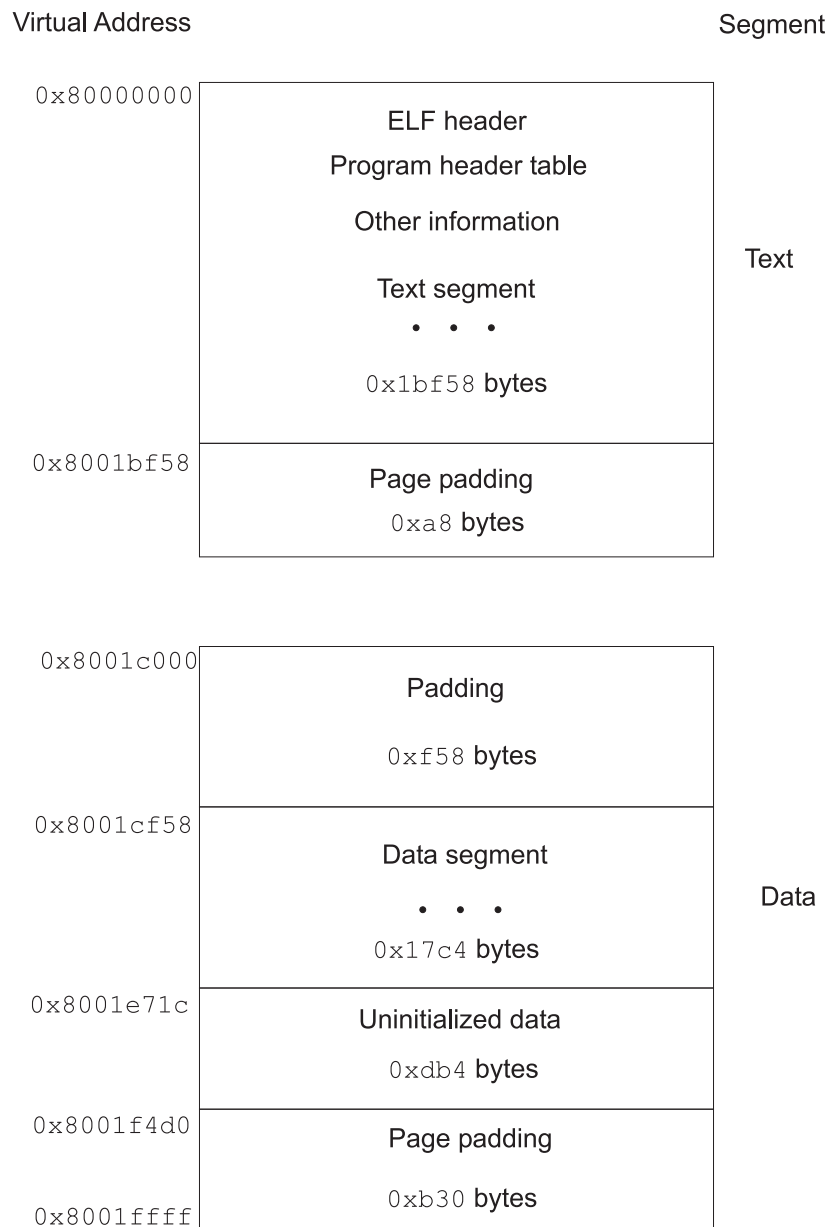 Virtual Address Segment
0x80000000
ELF header
Program header table
Other information
Text
Text segment
• • •
0x1bf58 bytes
0x8001bf58
Page padding
0xa8 bytes
0x8001c000
Padding
0xf58 bytes
0x8001cf58
Data segment
Data
• • •
0x17c4 bytes
0x8001e71c
Uninitialized data
0xdb4 bytes
0x8001f4d0
Page padding
0xb30 bytes
0x8001ffff